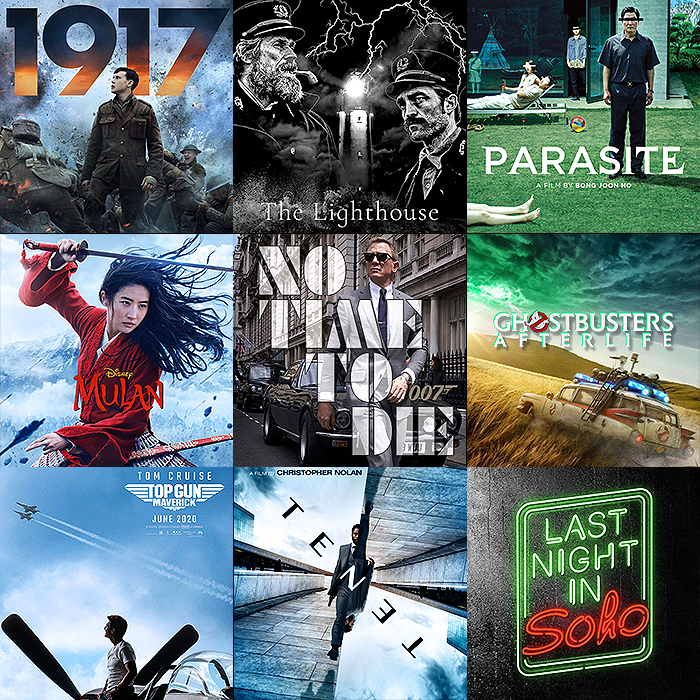 1917
The Lighthouse
PARASITE
A FILM BY BONG JOON HO
Disney
MULAN
NO
TIME
TO
DIE
007
GHOSTBUSTERS
AFTERLIFE
TOM CRUISE
TOP GUN
MAVERICK
JUNE 2020
A FILM BY CHRISTOPHER NOLAN
TENET
LAST
NIGHT
IN
Soho